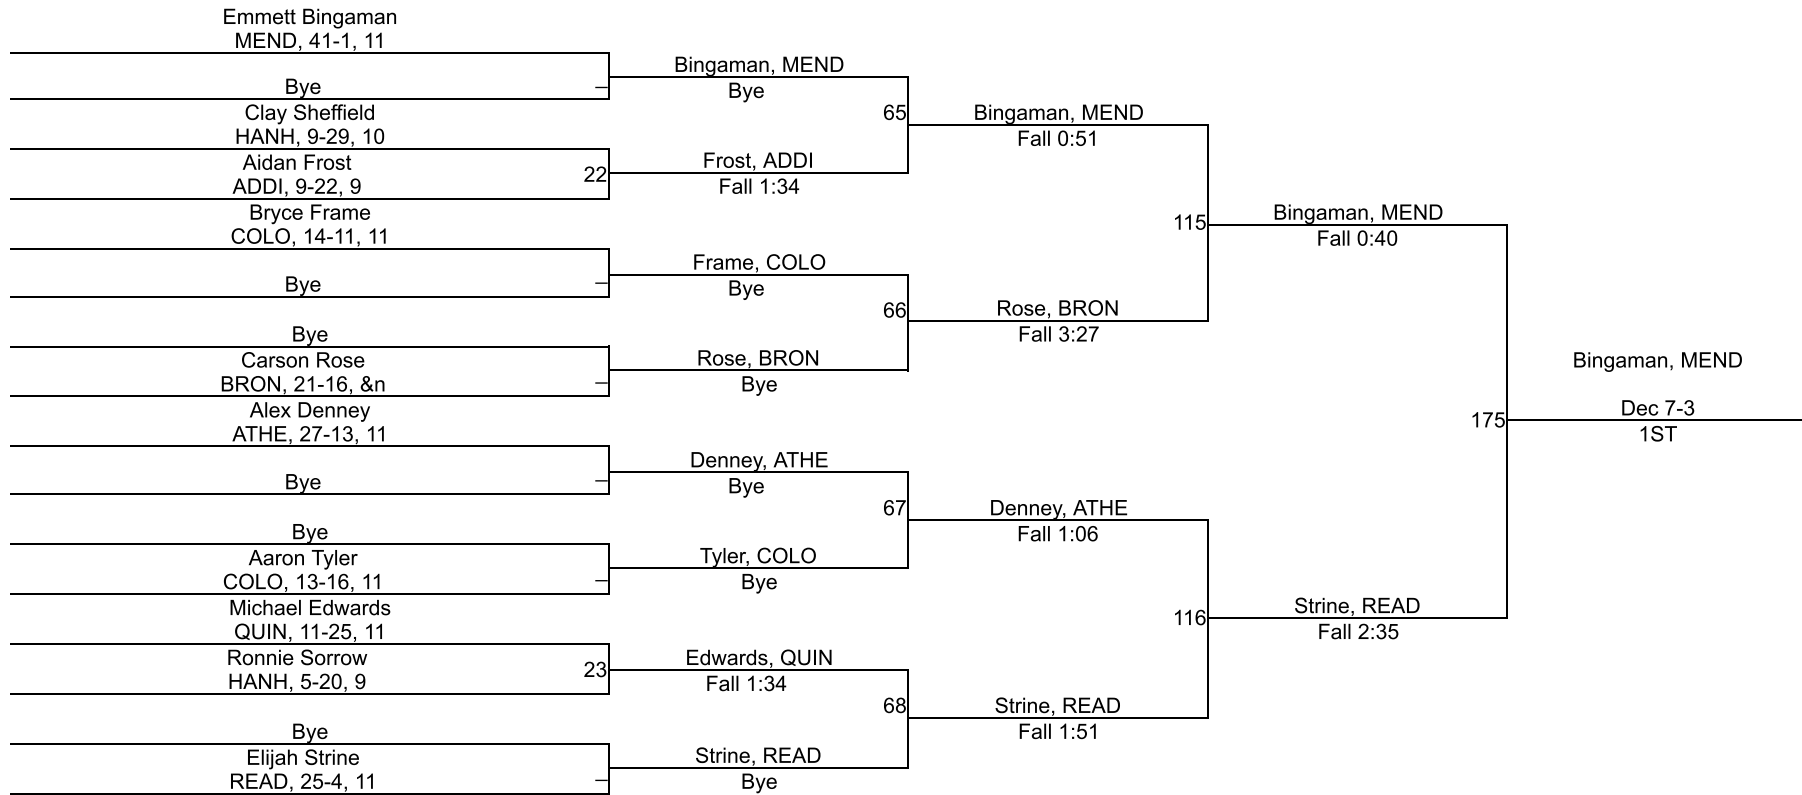 Emmett Bingaman
MEND, 41-1, 11
Bye
–
Clay Sheffield
HANH, 9-29, 10
Aidan Frost
ADDI, 9-22, 9
22
Bryce Frame
COLO, 14-11, 11
Bye
–
Bye
Carson Rose
BRON, 21-16, &n
–
Alex Denney
ATHE, 27-13, 11
Bye
–
Bye
Aaron Tyler
COLO, 13-16, 11
–
Michael Edwards
QUIN, 11-25, 11
Ronnie Sorrow
HANH, 5-20, 9
23
Bye
Elijah Strine
READ, 25-4, 11
–
Bingaman, MEND
Bye
65
Frost, ADDI
Fall 1:34
Frame, COLO
Bye
66
Rose, BRON
Bye
Denney, ATHE
Bye
67
Tyler, COLO
Bye
Edwards, QUIN
Fall 1:34
68
Strine, READ
Bye
Bingaman, MEND
Fall 0:51
115
Rose, BRON
Fall 3:27
Denney, ATHE
Fall 1:06
116
Strine, READ
Fall 1:51
Bingaman, MEND
Fall 0:40
175
Strine, READ
Fall 2:35
Bingaman, MEND
Dec 7-3
1ST